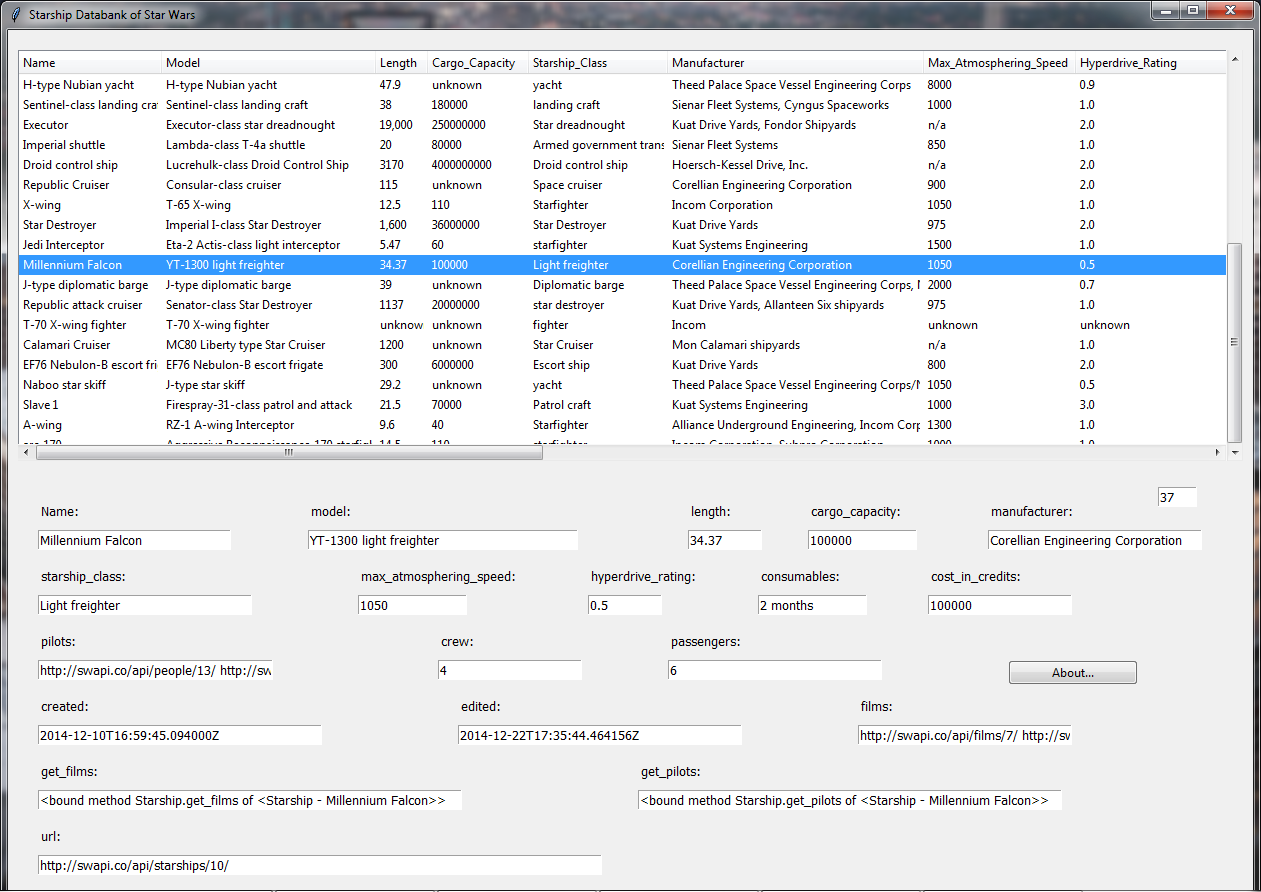 Starship Databank of Star Wars
Name Model Length Cargo_Capacity Starship_Class Manufacturer Max_Atmosphering_Speed Hyperdrive_Rating
H-type Nubian yacht H-type Nubian yacht 47.9 unknown yacht Theed Palace Space Vessel Engineering Corps 8000 0.9
Sentinel-class landing craf Sentinel-class landing craft 38 180000 landing craft Sienar Fleet Systems, Cyngus Spaceworks 1000 1.0
Executor Executor-class star dreadnought 19,000 250000000 Star dreadnought Kuat Drive Yards, Fondor Shipyards n/a 2.0
Imperial shuttle Lambda-class T-4a shuttle 20 80000 Armed government trans Sienar Fleet Systems 850 1.0
Droid control ship Lucrehulk-class Droid Control Ship 3170 4000000000 Droid control ship Hoersch-Kessel Drive, Inc. n/a 2.0
Republic Cruiser Consular-class cruiser 115 unknown Space cruiser Corellian Engineering Corporation 900 2.0
X-wing T-65 X-wing 12.5 110 Starfighter Incom Corporation 1050 1.0
Star Destroyer Imperial I-class Star Destroyer 1,600 36000000 Star Destroyer Kuat Drive Yards 975 2.0
Jedi Interceptor Eta-2 Actis-class light interceptor 5.47 60 starfighter Kuat Systems Engineering 1500 1.0
Millennium Falcon YT-1300 light freighter 34.37 100000 Light freighter Corellian Engineering Corporation 1050 0.5
J-type diplomatic barge J-type diplomatic barge 39 unknown Diplomatic barge Theed Palace Space Vessel Engineering Corps, 2000 0.7
Republic attack cruiser Senator-class Star Destroyer 1137 20000000 star destroyer Kuat Drive Yards, Allanteen Six shipyards 975 1.0
T-70 X-wing fighter T-70 X-wing fighter unknow unknown fighter Incom unknown unknown
Calamari Cruiser MC80 Liberty type Star Cruiser 1200 unknown Star Cruiser Mon Calamari shipyards n/a 1.0
EF76 Nebulon-B escort fri EF76 Nebulon-B escort frigate 300 6000000 Escort ship Kuat Drive Yards 800 2.0
Naboo star skiff J-type star skiff 29.2 unknown yacht Theed Palace Space Vessel Engineering Corps/ 1050 0.5
Slave 1 Firespray-31-class patrol and attack 21.5 70000 Patrol craft Kuat Systems Engineering 1000 3.0
A-wing RZ-1 A-wing Interceptor 9.6 40 Starfighter Alliance Underground Engineering, Incom Corp 1300 1.0
arc-170 Aggressive Reconnaissance-170 starfigl 14.5 110 starfighter Incom Corporation, Subpro Corporation 1000 1.0
37
Name: model: length: cargo_capacity: manufacturer:
Millennium Falcon YT-1300 light freighter 34.37 100000 Corellian Engineering Corporation
starship_class: max_atmosphering_speed: hyperdrive_rating: consumables: cost_in_credits:
Light freighter 1050 0.5 2 months 100000
pilots: crew: passengers:
http://swapi.co/api/people/13/ http://sw 4 6 About...
created: edited: films:
2014-12-10T16:59:45.094000Z 2014-12-22T17:35:44.464156Z http://swapi.co/api/films/7/ http://sw
get_films: get_pilots:
<bound method Starship.get_films of <Starship - Millennium Falcon>> <bound method Starship.get_pilots of <Starship - Millennium Falcon>>
url:
http://swapi.co/api/starships/10/